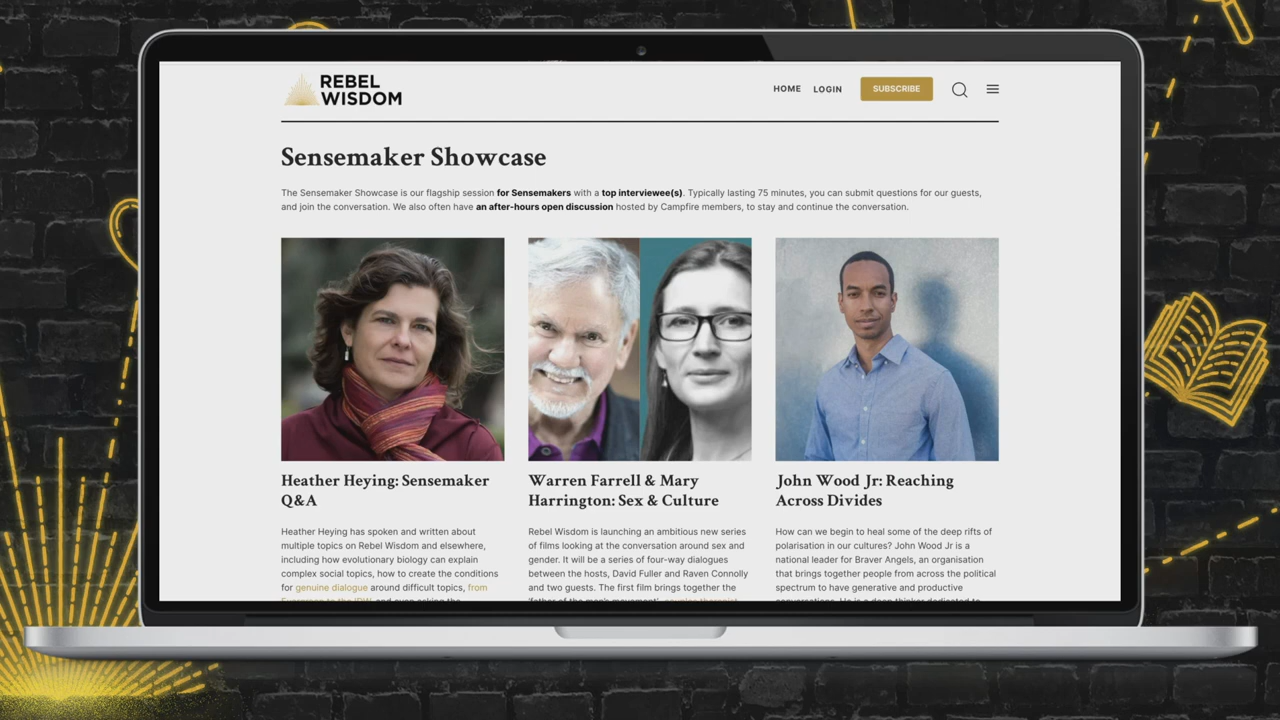 REBEL
WISDOM
HOME
LOGIN
SUBSCRIBE
Sensemaker Showcase
The Sensemaker Showcase is our flagship session for Sensemakers with a top interviewee(s). Typically lasting 75 minutes, you can submit questions for our guests,
and join the conversation. We also often have an after-hours open discussion hosted by Campfire members, to stay and continue the conversation.
Heather Heying: Sensemaker
Q&A
Heather Heying has spoken and written about
multiple topics on Rebel Wisdom and elsewhere,
including how evolutionary biology can explain
complex social topics, how to create the conditions
for genuine dialogue around difficult topics, from
Warren Farrell & Mary
Harrington: Sex & Culture
Rebel Wisdom is launching an ambitious new series
of films looking at the conversation around sex and
gender. It will be a series of four-way dialogues
between the hosts, David Fuller and Raven Connolly
and two guests. The first film brings together the
John Wood Jr: Reaching
Across Divides
How can we begin to heal some of the deep rifts of
polarisation in our cultures? John Wood Jr is a
national leader for Braver Angels, an organisation
that brings together people from across the political
spectrum to have generative and productive